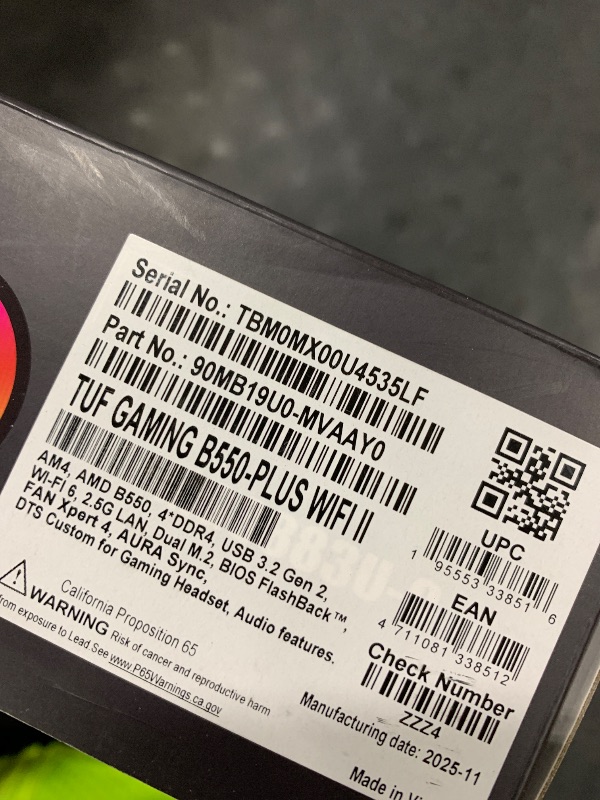 Serial No.: TBM0MX00U4535LF
Part No.: 90MB19U0-MVAAY0
TUF GAMING B550-PLUS WIFI II
AM4, AMD B550, 4*DDR4, USB 3.2 Gen 2,
Wi-Fi 6, 2.5G LAN, Dual M.2, BIOS FlashBack™,
FAN Xpert 4, AURA Sync,
DTS Custom for Gaming Headset, Audio features.
UPC
1 95553 33851 6
EAN
4 711081 338512
Check Number
ZZZ4
California Proposition 65
WARNING Risk of cancer and reproductive harm
from exposure to Lead See www.P65Warnings.ca.gov
Manufacturing date: 2025-11
Made in